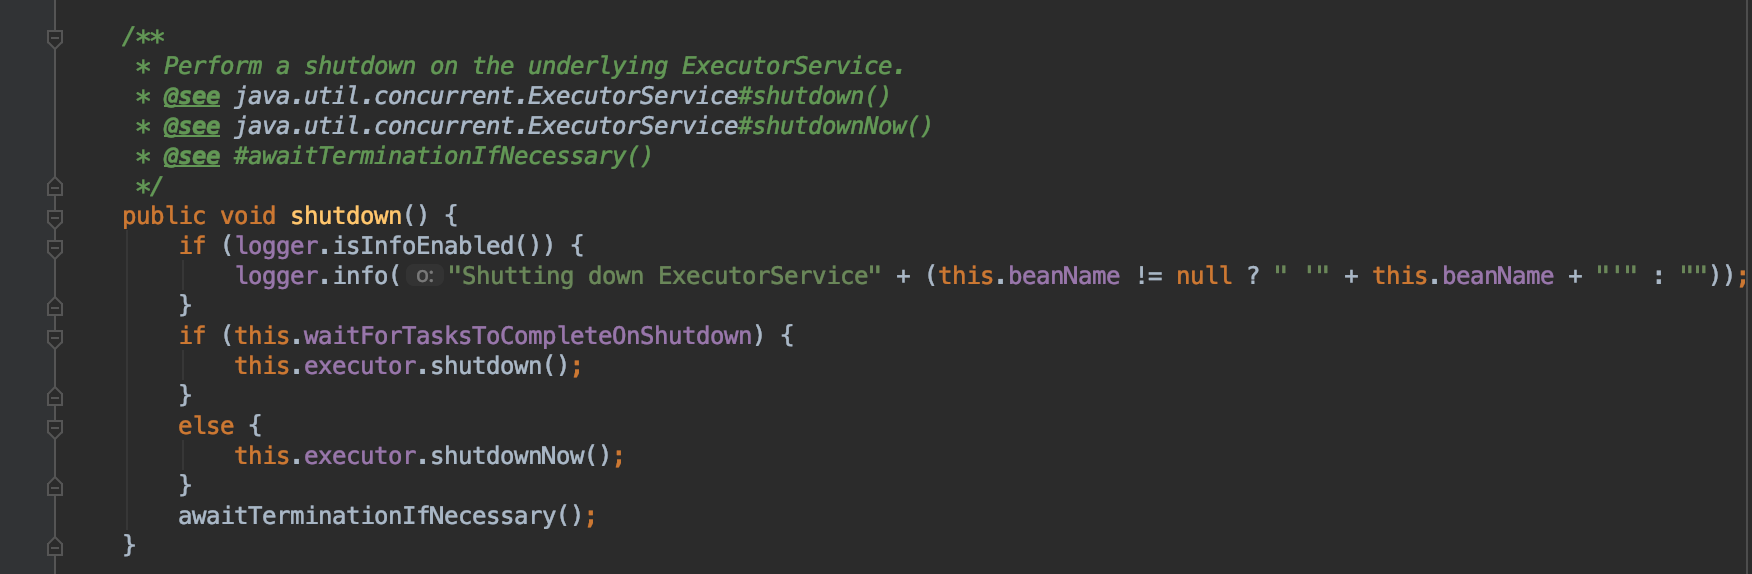 /**
 * Perform a shutdown on the underlying ExecutorService.
 * @see java.util.concurrent.ExecutorService#shutdown()
 * @see java.util.concurrent.ExecutorService#shutdownNow()
 * @see #awaitTerminationIfNecessary()
 */
public void shutdown() {
    if (logger.isInfoEnabled()) {
        logger.info( o: "Shutting down ExecutorService" + (this.beanName != null ? " '" + this.beanName + "'" : ""));
    }
    if (this.waitForTasksToCompleteOnShutdown) {
        this.executor.shutdown();
    }
    else {
        this.executor.shutdownNow();
    }
    awaitTerminationIfNecessary();
}